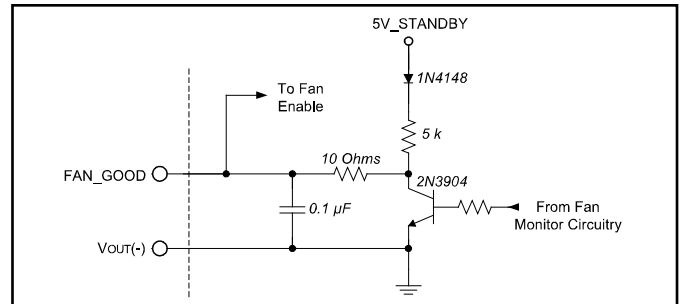 5V_STANDBY
1N4148
To Fan
Enable
5 k
10 Ohms
FAN_GOOD
2N3904
0.1 µF
From Fan
Monitor Circuitry
VOUT(-)